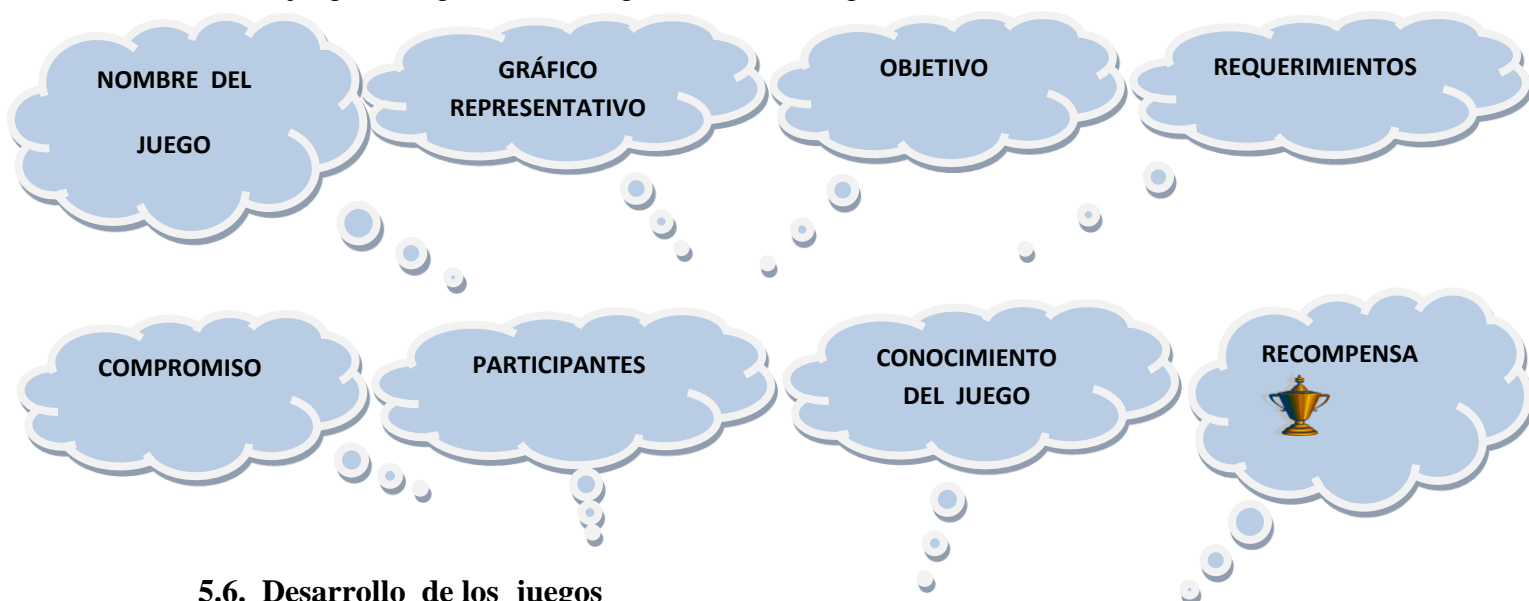 NOMBRE DEL
JUEGO
GRÁFICO
REPRESENTATIVO
OBJETIVO
REQUERIMIENTOS
COMPROMISO
PARTICIPANTES
CONOCIMIENTO
DEL JUEGO
RECOMPENSA
5.6. Desarrollo de los juegos